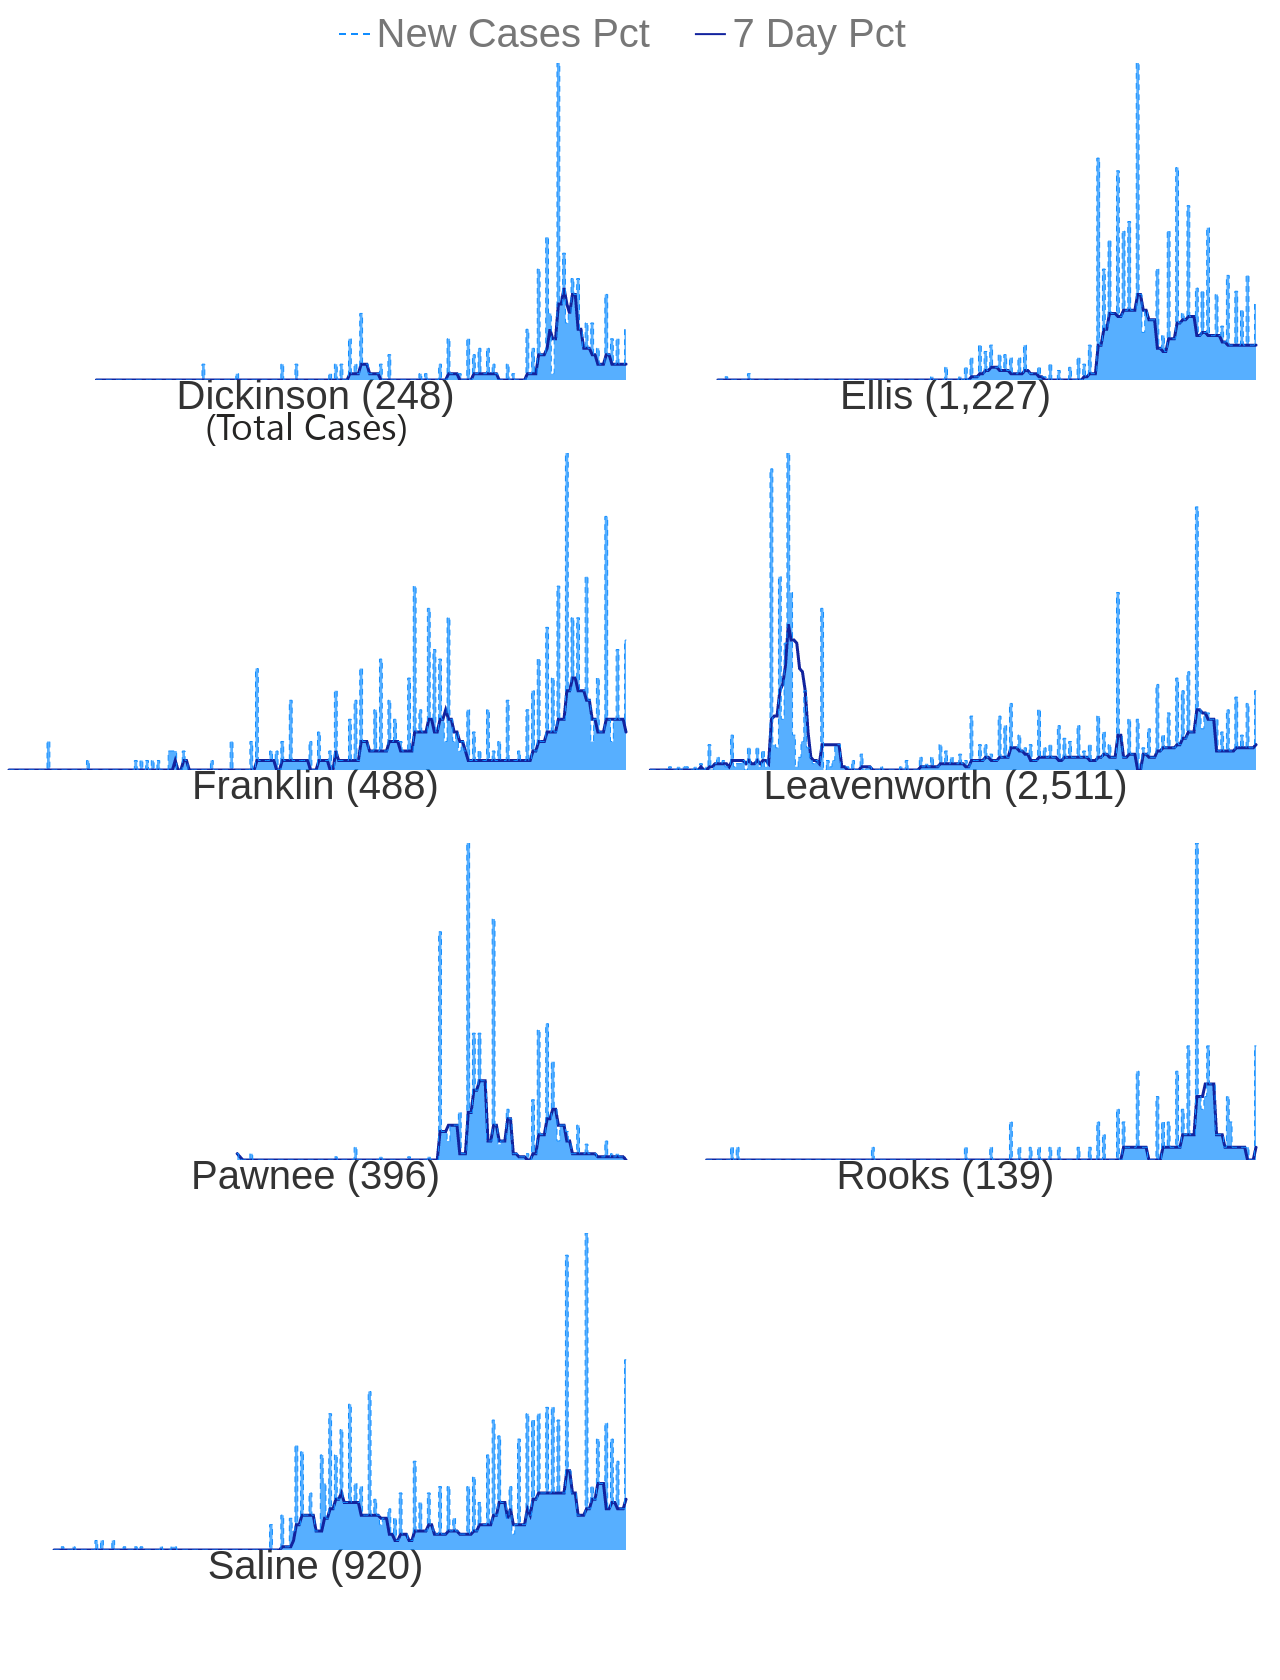 New Cases Pct 7 Day Pct
Dickinson (248) Ellis (1,227)
(Total Cases)
Franklin (488) Leavenworth (2,511)
Pawnee (396) Rooks (139)
Saline (920)